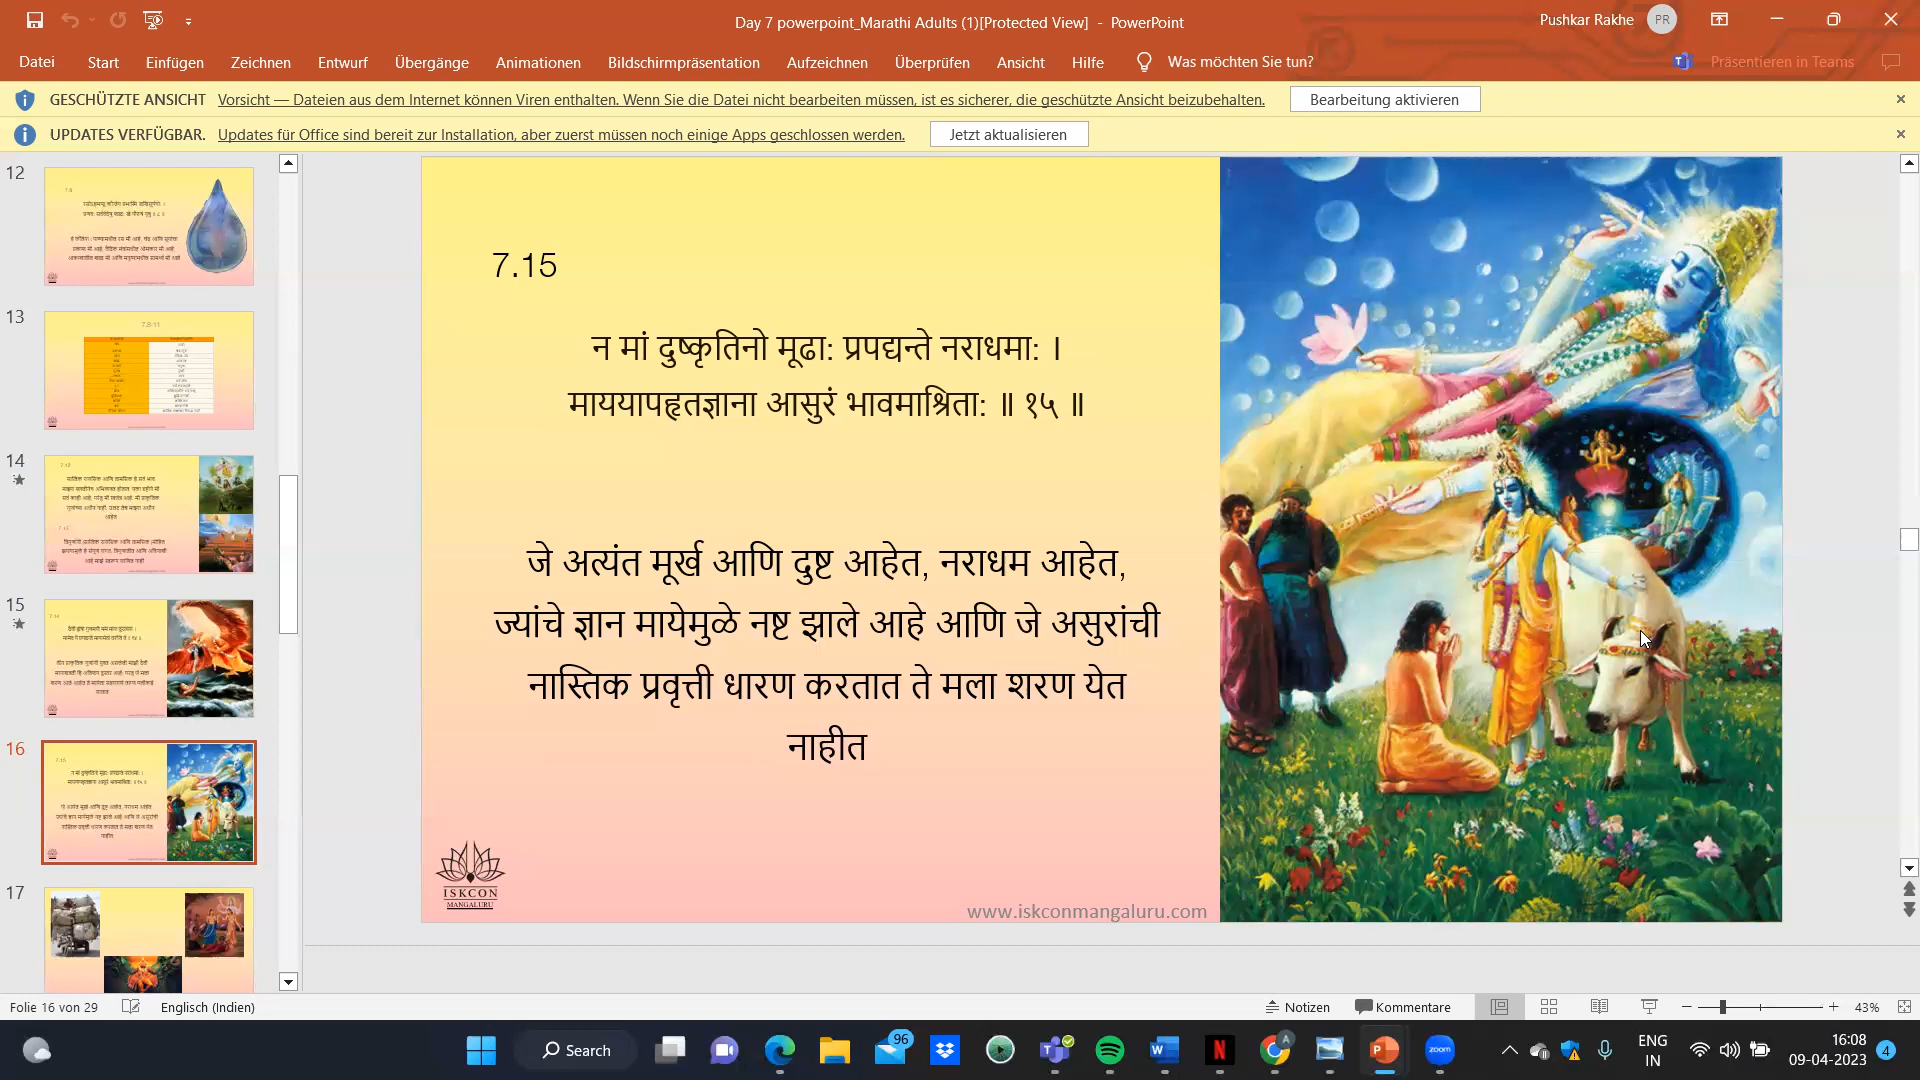 Day 7 powerpoint_Marathi Adults (1)[Protected View] - PowerPoint
Pushkar Rakhe
PR
Datei Start Einfügen Zeichnen Entwurf Übergänge Animationen Bildschirmpräsentation Aufzeichnen Überprüfen Ansicht Hilfe Was möchten Sie tun? Präsentieren in Teams
GESCHÜTZTE ANSICHT Vorsicht — Dateien aus dem Internet können Viren enthalten. Wenn Sie die Datei nicht bearbeiten müssen, ist es sicherer, die geschützte Ansicht beizubehalten. Bearbeitung aktivieren
UPDATES VERFÜGBAR. Updates für Office sind bereit zur Installation, aber zuerst müssen noch einige Apps geschlossen werden. Jetzt aktualisieren
12
13
14
15
16
17
7.15
न मां दुष्कृतिनो मूढाः प्रपद्यन्ते नराधमाः ।
माययापहृतज्ञाना आसुरं भावमाश्रिताः ॥ १५ ॥
जे अत्यंत मूर्ख आणि दुष्ट आहेत, नराधम आहेत,
ज्यांचे ज्ञान मायेमुळे नष्ट झाले आहे आणि जे असुरांची
नास्तिक प्रवृत्ती धारण करतात ते मला शरण येत
नाहीत
ISKCON
MANGALURU
www.iskconmangaluru.com
Folie 16 von 29 Englisch (Indien) Notizen Kommentare 43%
Search
96
zoom
ENG
IN
16:08
09-04-2023
4